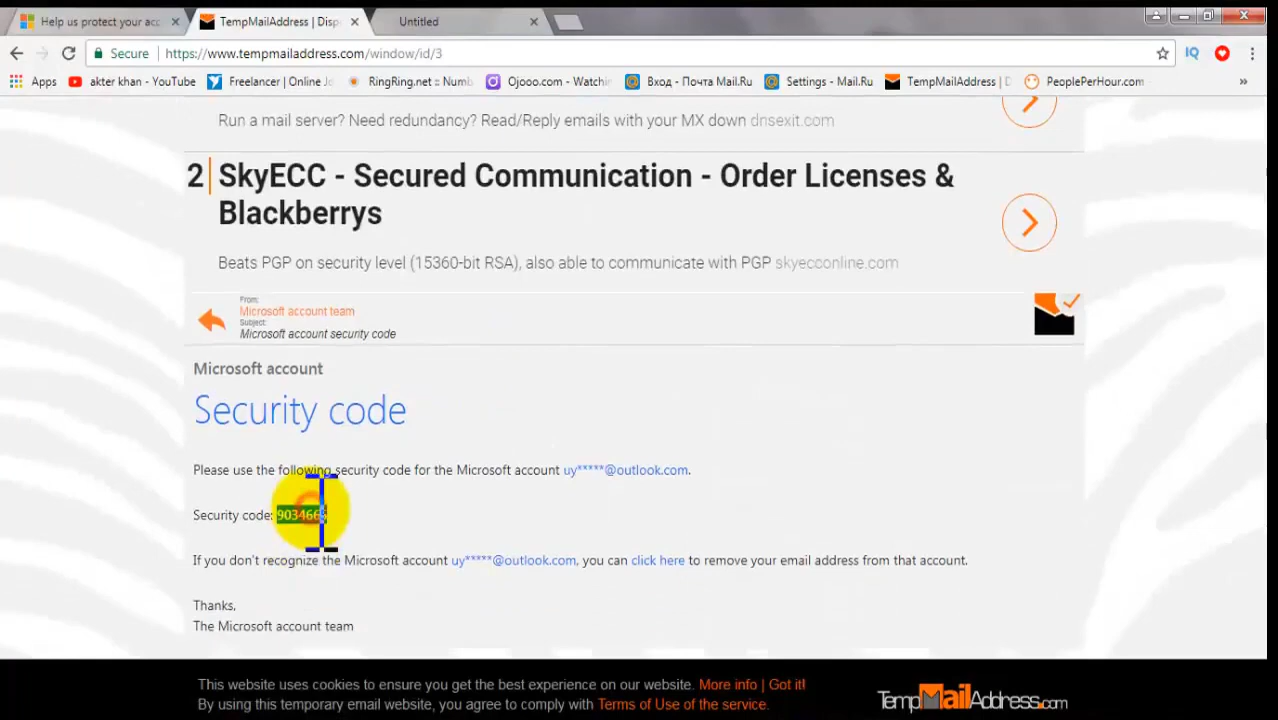 Help us protect your acc
TempMailAddress | Disp
Untitled
Secure https://www.tempmailaddress.com/window/id/3
Apps akter khan - YouTube Freelancer | Online Jo RingRing.net :: Numb Ojooo.com - Watchin Вход - Почта Mail.Ru Settings - Mail.Ru TempMailAddress | D PeoplePerHour.com »
Run a mail server? Need redundancy? Read/Reply emails with your MX down dnsexit.com
2 SkyECC - Secured Communication - Order Licenses &
Blackberrys
Beats PGP on security level (15360-bit RSA), also able to communicate with PGP skyecconline.com
From:
Microsoft account team
Subject:
Microsoft account security code
Microsoft account
Security code
Please use the following security code for the Microsoft account uy*****@outlook.com.
Security code:
If you don't recognize the Microsoft account uy*****@outlook.com, you can click here to remove your email address from that account.
Thanks,
The Microsoft account team
This website uses cookies to ensure you get the best experience on our website. More info | Got it!
By using this temporary email website, you agree to comply with Terms of Use of the service.
TempMailAddress.com